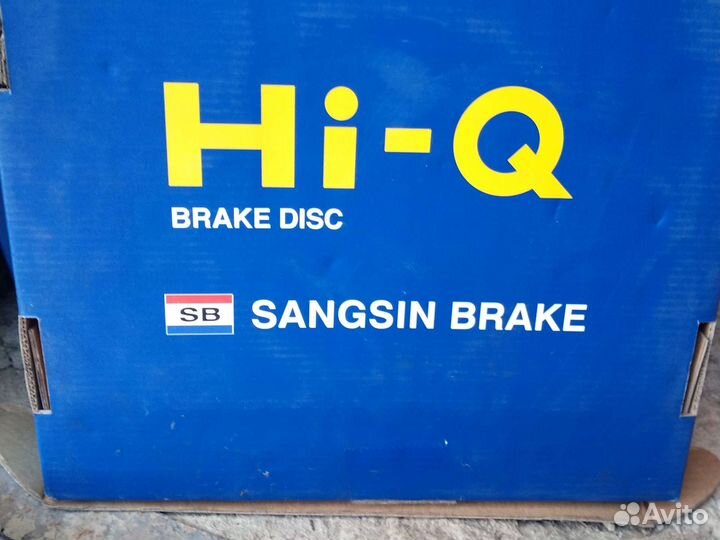 Hi-Q
BRAKE DISC
SB SANGSIN BRAKE
Avito